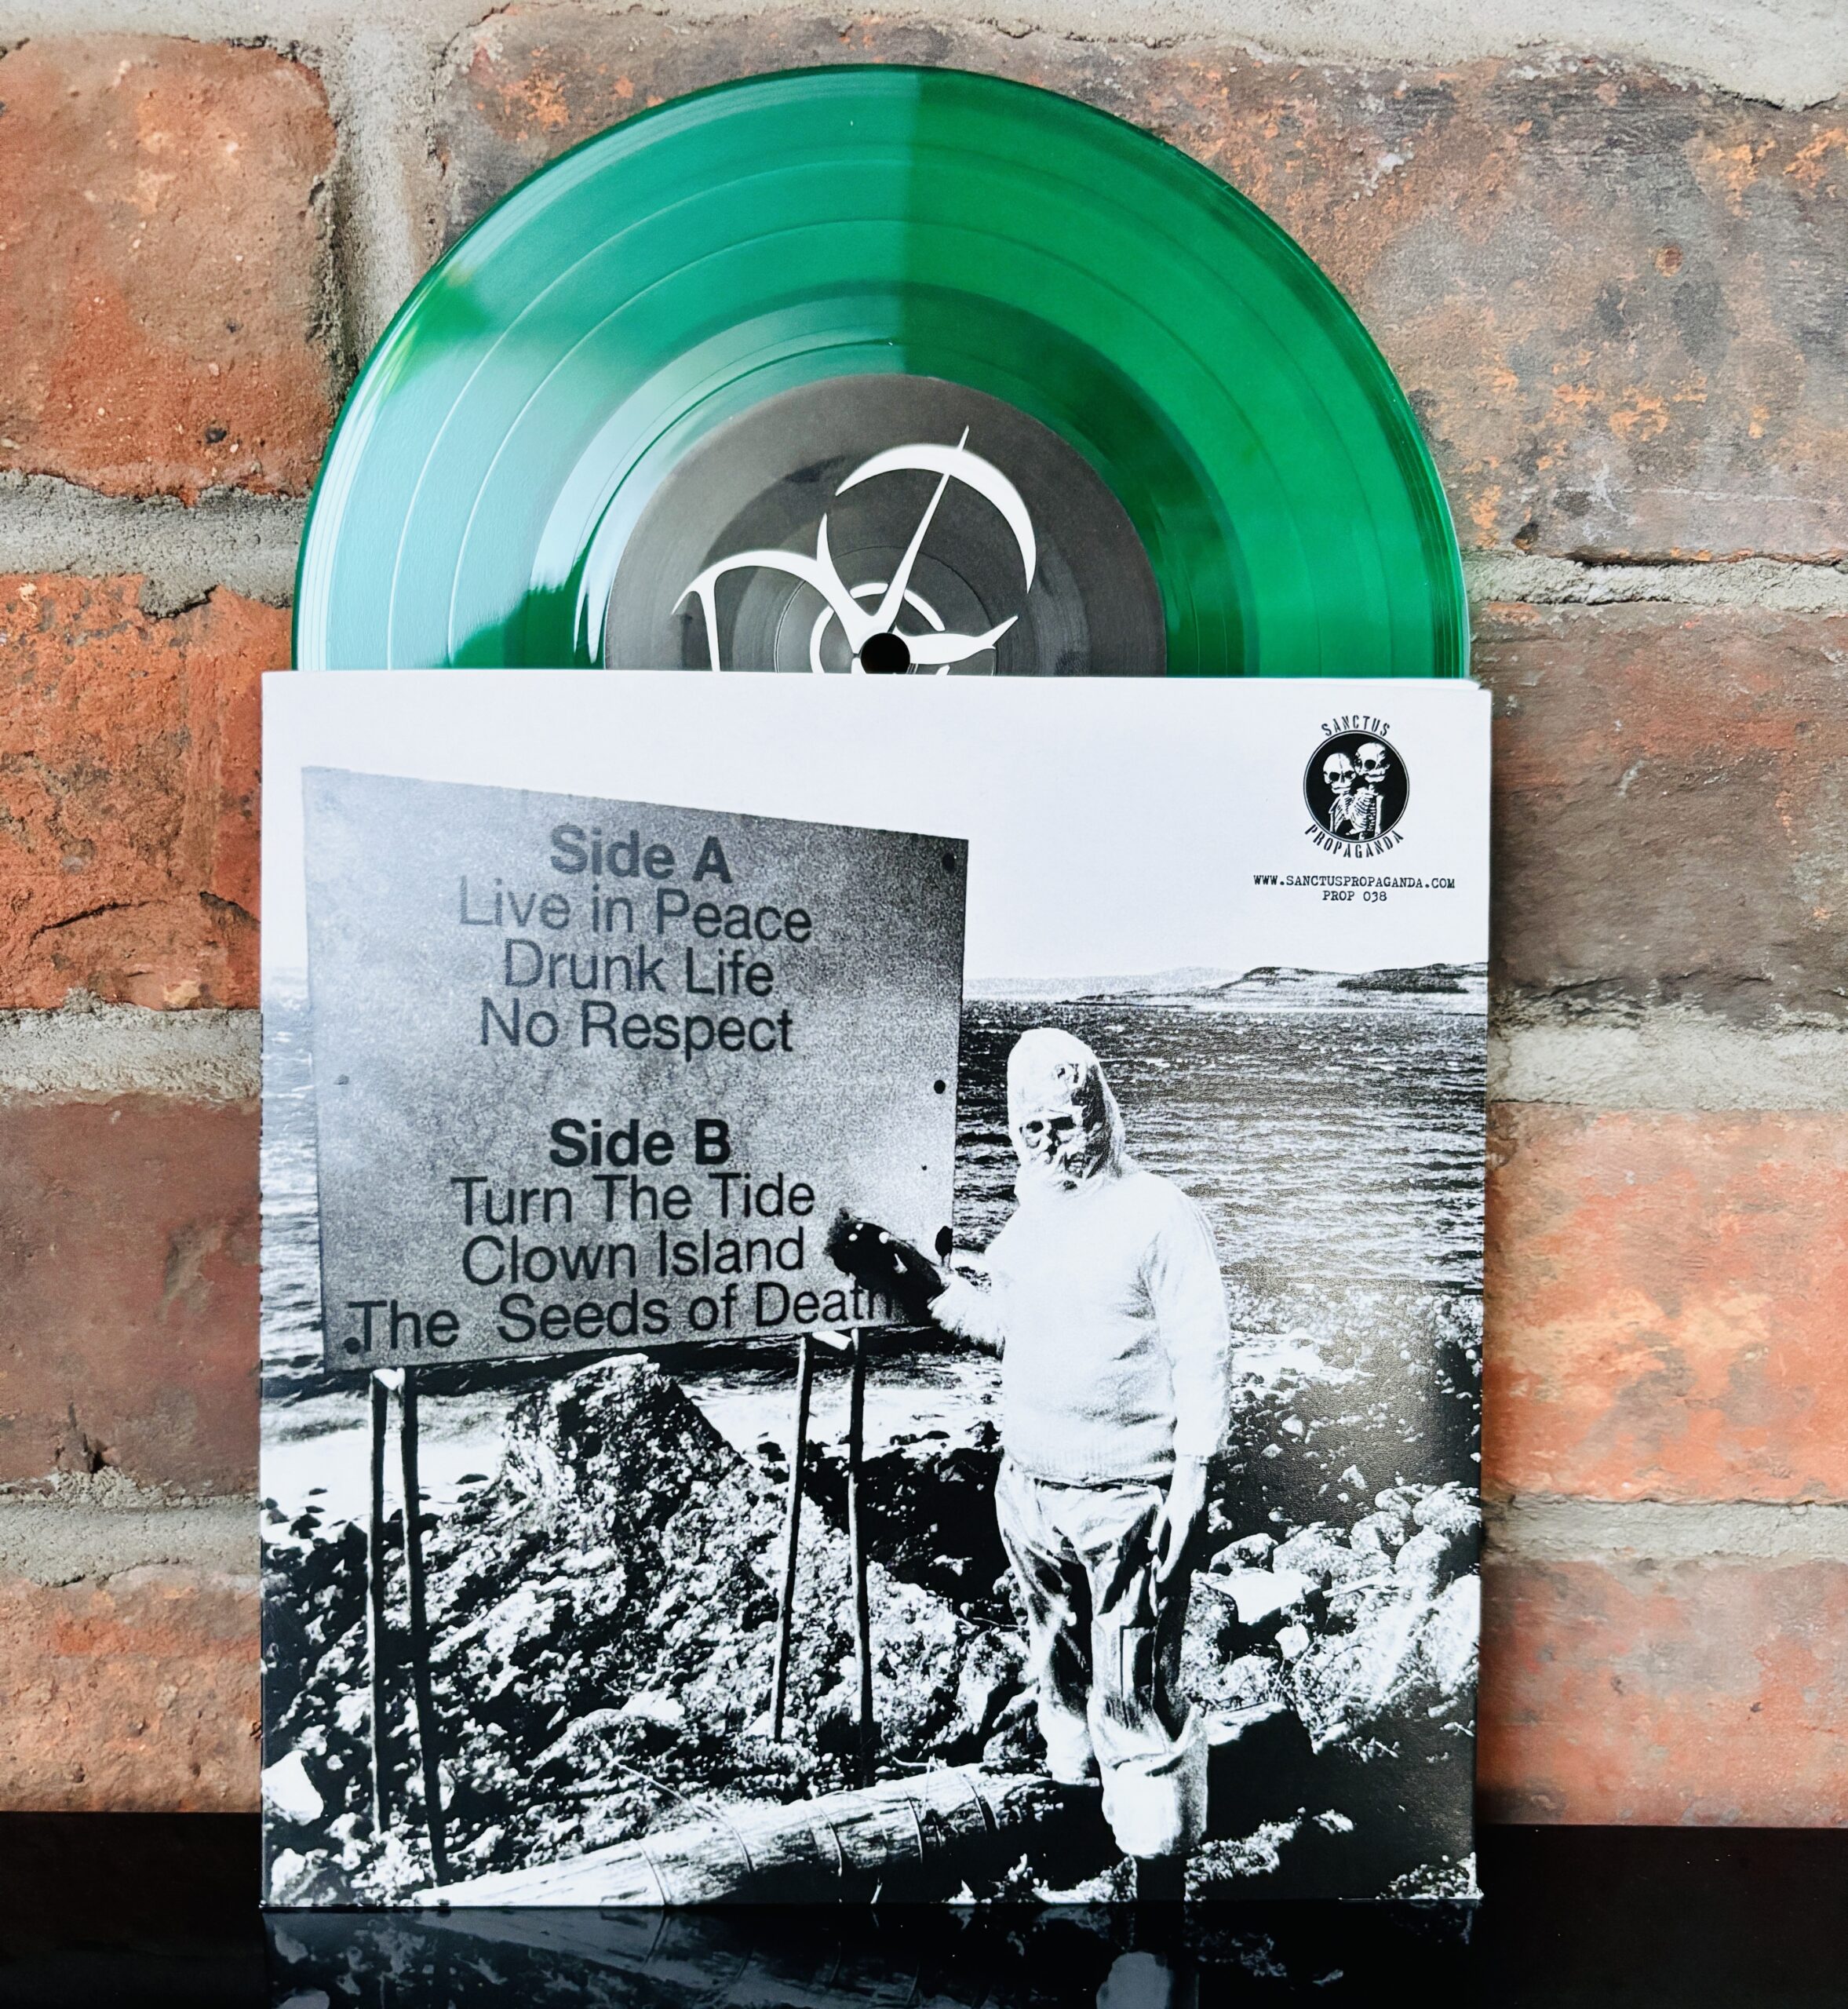 SANCTUS
PROPAGANDA
WWW.SANCTUSPROPAGANDA.COM
PROP 038
Side A
Live in Peace
Drunk Life
No Respect
Side B
Turn The Tide
Clown Island
The Seeds of Death